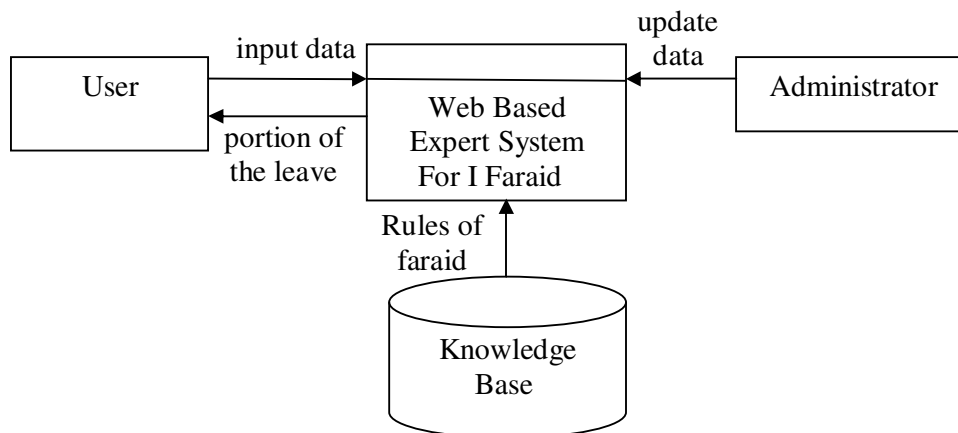 input data
User
portion of
the leave
Web Based
Expert System
For I Faraid
update
data
Administrator
Rules of
faraid
Knowledge
Base